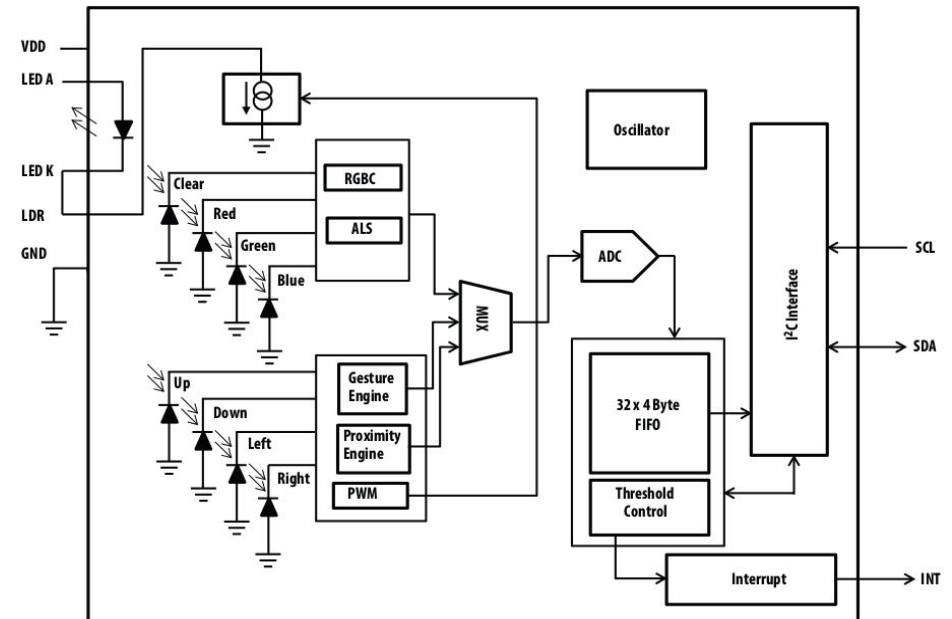 VDD
LED A
LED K
LDR
GND
Clear
Red
Green
Blue
RGBC
ALS
Up
Down
Left
Right
Gesture
Engine
Proximity
Engine
PWM
MUX
ADC
Oscillator
32 x 4 Byte
FIFO
Threshold
Control
I²C Interface
Interrupt
SCL
SDA
INT